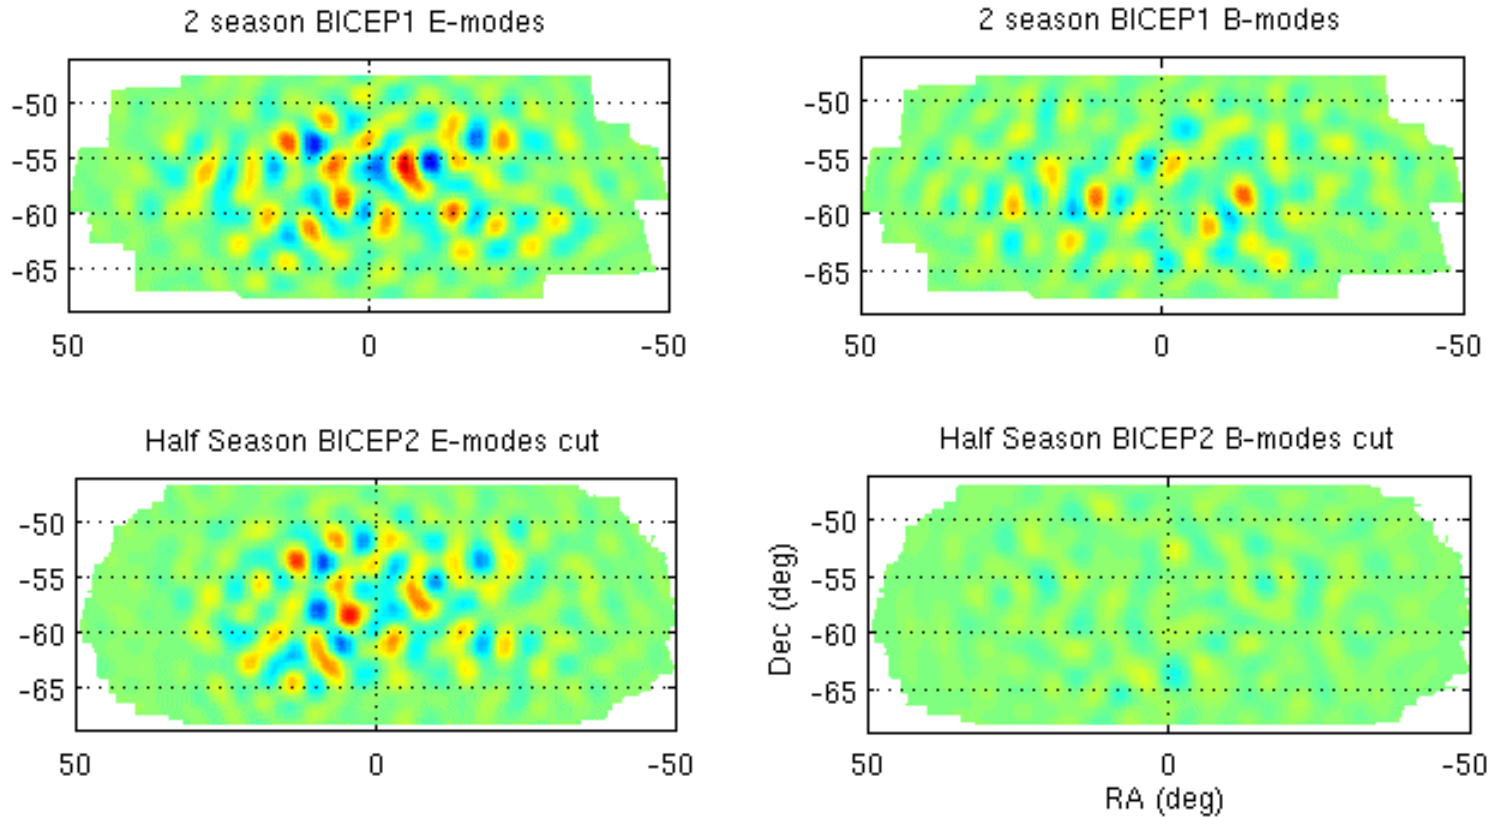 2 season BICEP1 E-modes
-50
-55
-60
-65
50 0 -50
2 season BICEP1 B-modes
-50
-55
-60
-65
50 0 -50
Half Season BICEP2 E-modes cut
-50
-55
-60
-65
50 0 -50
Half Season BICEP2 B-modes cut
Dec (deg)
-50
-55
-60
-65
50 0 -50
RA (deg)